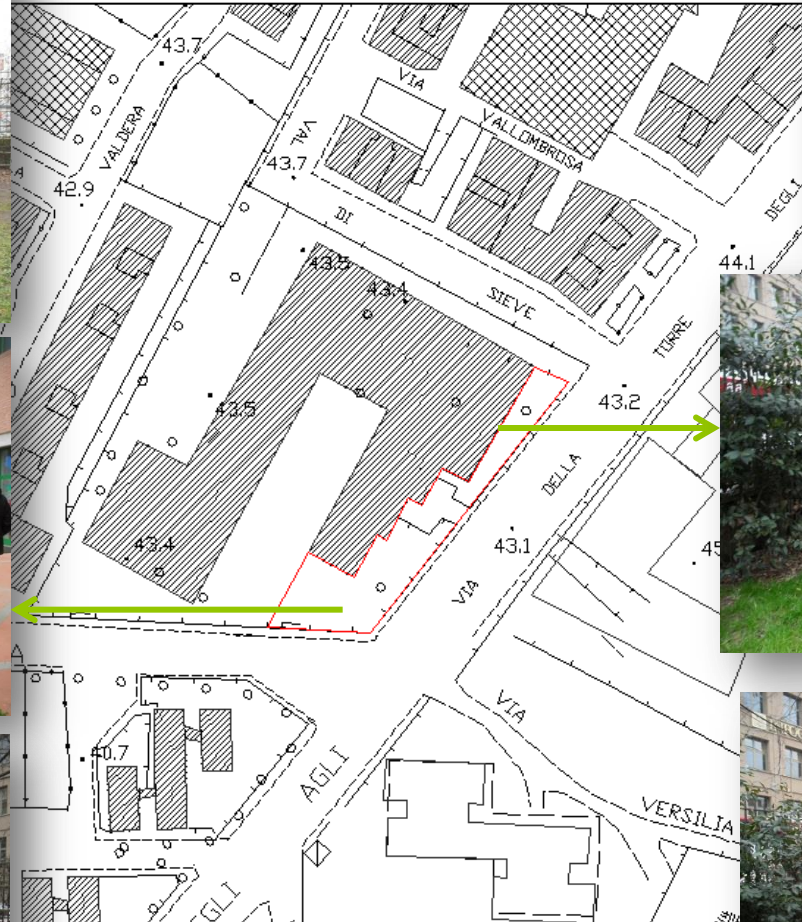 43.7
VIA
VALDERA
VALLOMBROSA
VAL
43.7
A
42.9
DEGLI
DI
44.1
43.5
43.4
SIEVE
TORRE
43.2
43.5
DELLA
43.4
43.1
45
VIA
VIA
40.7
AGLI
VERSILIA
GLI